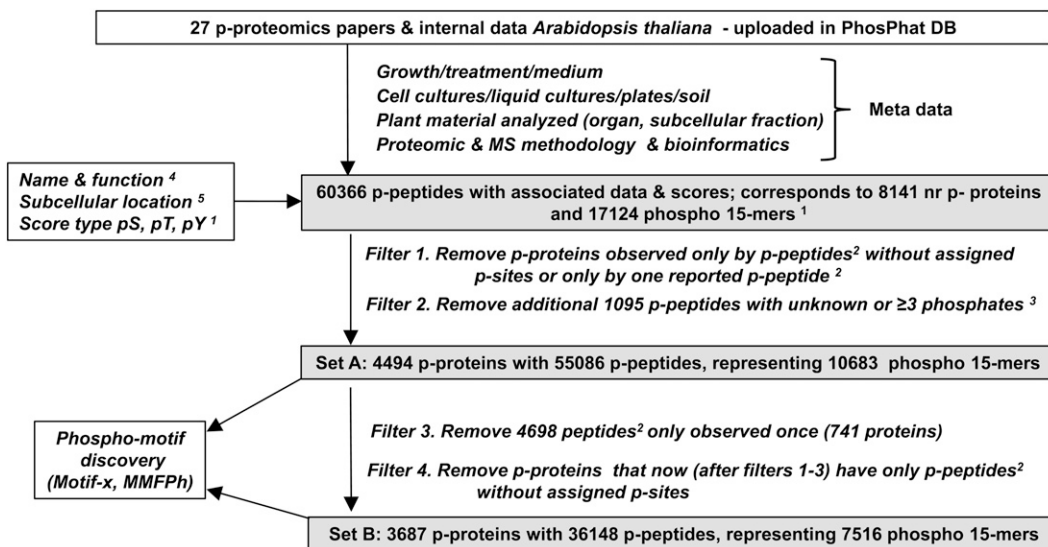 27 p-proteomics papers & internal data Arabidopsis thaliana - uploaded in PhosPhat DB
Growth/treatment/medium
Cell cultures/liquid cultures/plates/soil
Plant material analyzed (organ, subcellular fraction)
Proteomic & MS methodology & bioinformatics
Meta data
Name & function 4
Subcellular location 5
Score type pS, pT, pY 1
60366 p-peptides with associated data & scores; corresponds to 8141 nr p- proteins
and 17124 phospho 15-mers 1
Filter 1. Remove p-proteins observed only by p-peptides2 without assigned
p-sites or only by one reported p-peptide 2
Filter 2. Remove additional 1095 p-peptides with unknown or ≥3 phosphates 3
Set A: 4494 p-proteins with 55086 p-peptides, representing 10683 phospho 15-mers
Phospho-motif
discovery
(Motif-x, MMFPh)
Filter 3. Remove 4698 peptides2 only observed once (741 proteins)
Filter 4. Remove p-proteins that now (after filters 1-3) have only p-peptides2
without assigned p-sites
Set B: 3687 p-proteins with 36148 p-peptides, representing 7516 phospho 15-mers